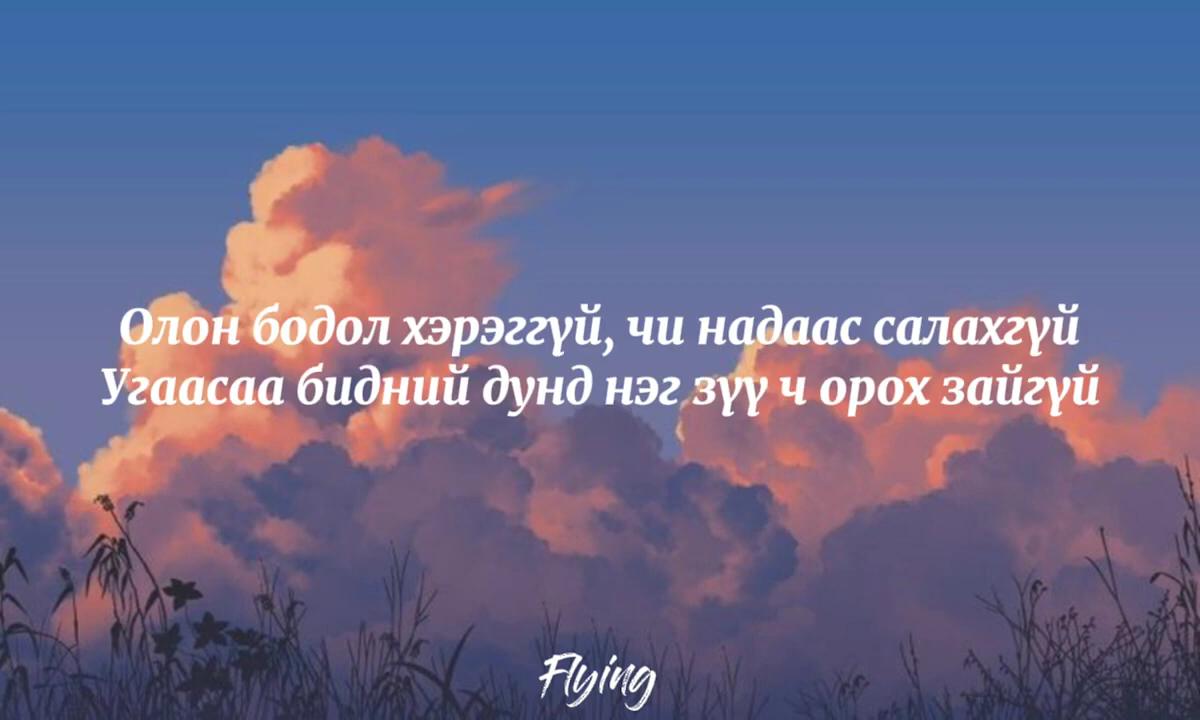 Олон бодол хэрэггүй, чи надаас салахгүй
Угаасаа бидний дунд нэг зүү ч орох зайгүй
Flying